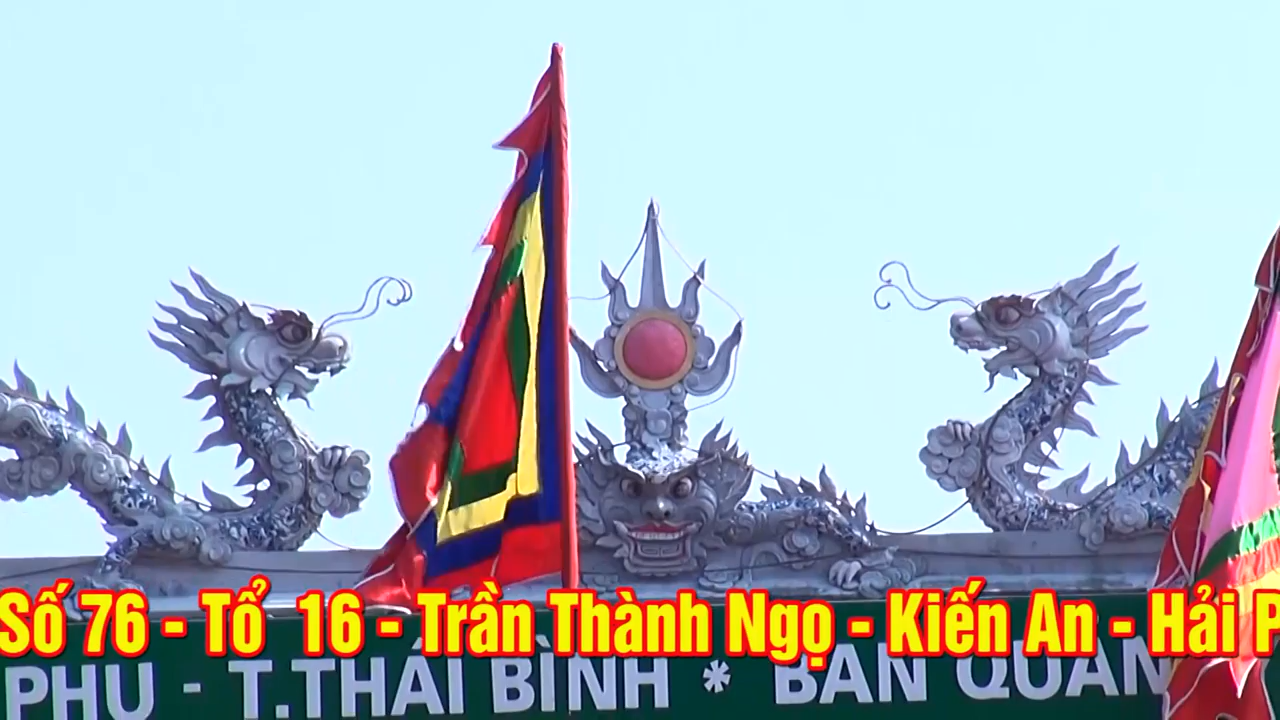 Số 76 - Tổ 16 - Trần Thành Ngọ - Kiến An - Hải P
PHU - T.THÁI BÌNH * BAN QUAN